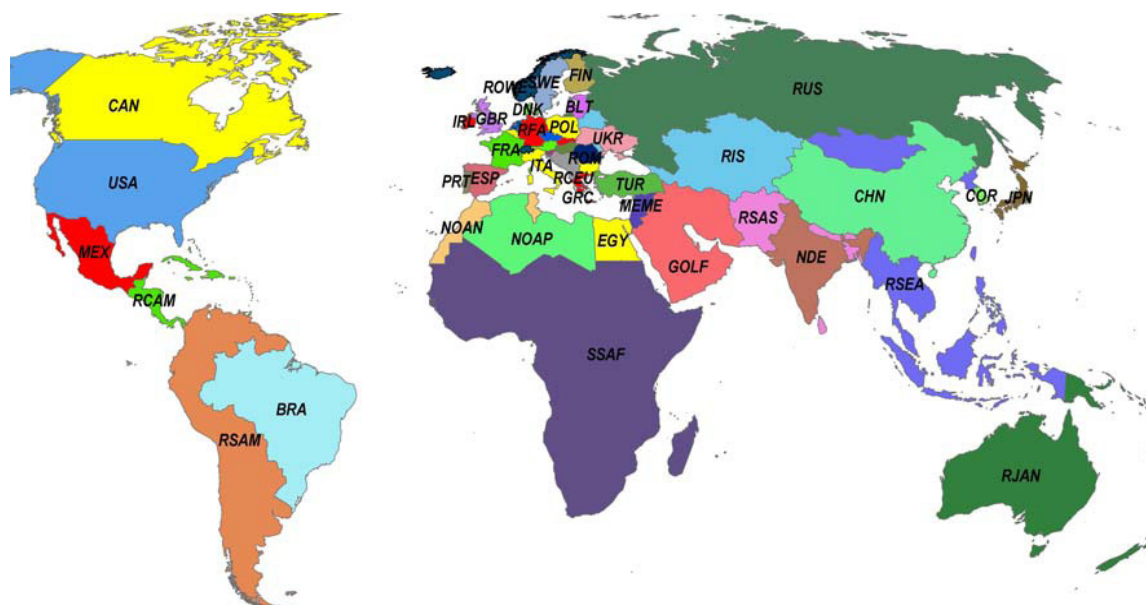 CAN
USA
MEX
RCAM
RSAM
BRA
ROWE
SWE
FIN
DNK
BLT
IRL
GBR
RFA
POL
UKR
FRA
ROM
ITA
RCEU
PRT
ESP
GRC
TUR
MEME
NOAN
NOAP
EGY
GOLF
SSAF
RUS
RIS
CHN
COR
JPN
RSAS
NDE
RSEA
RJAN